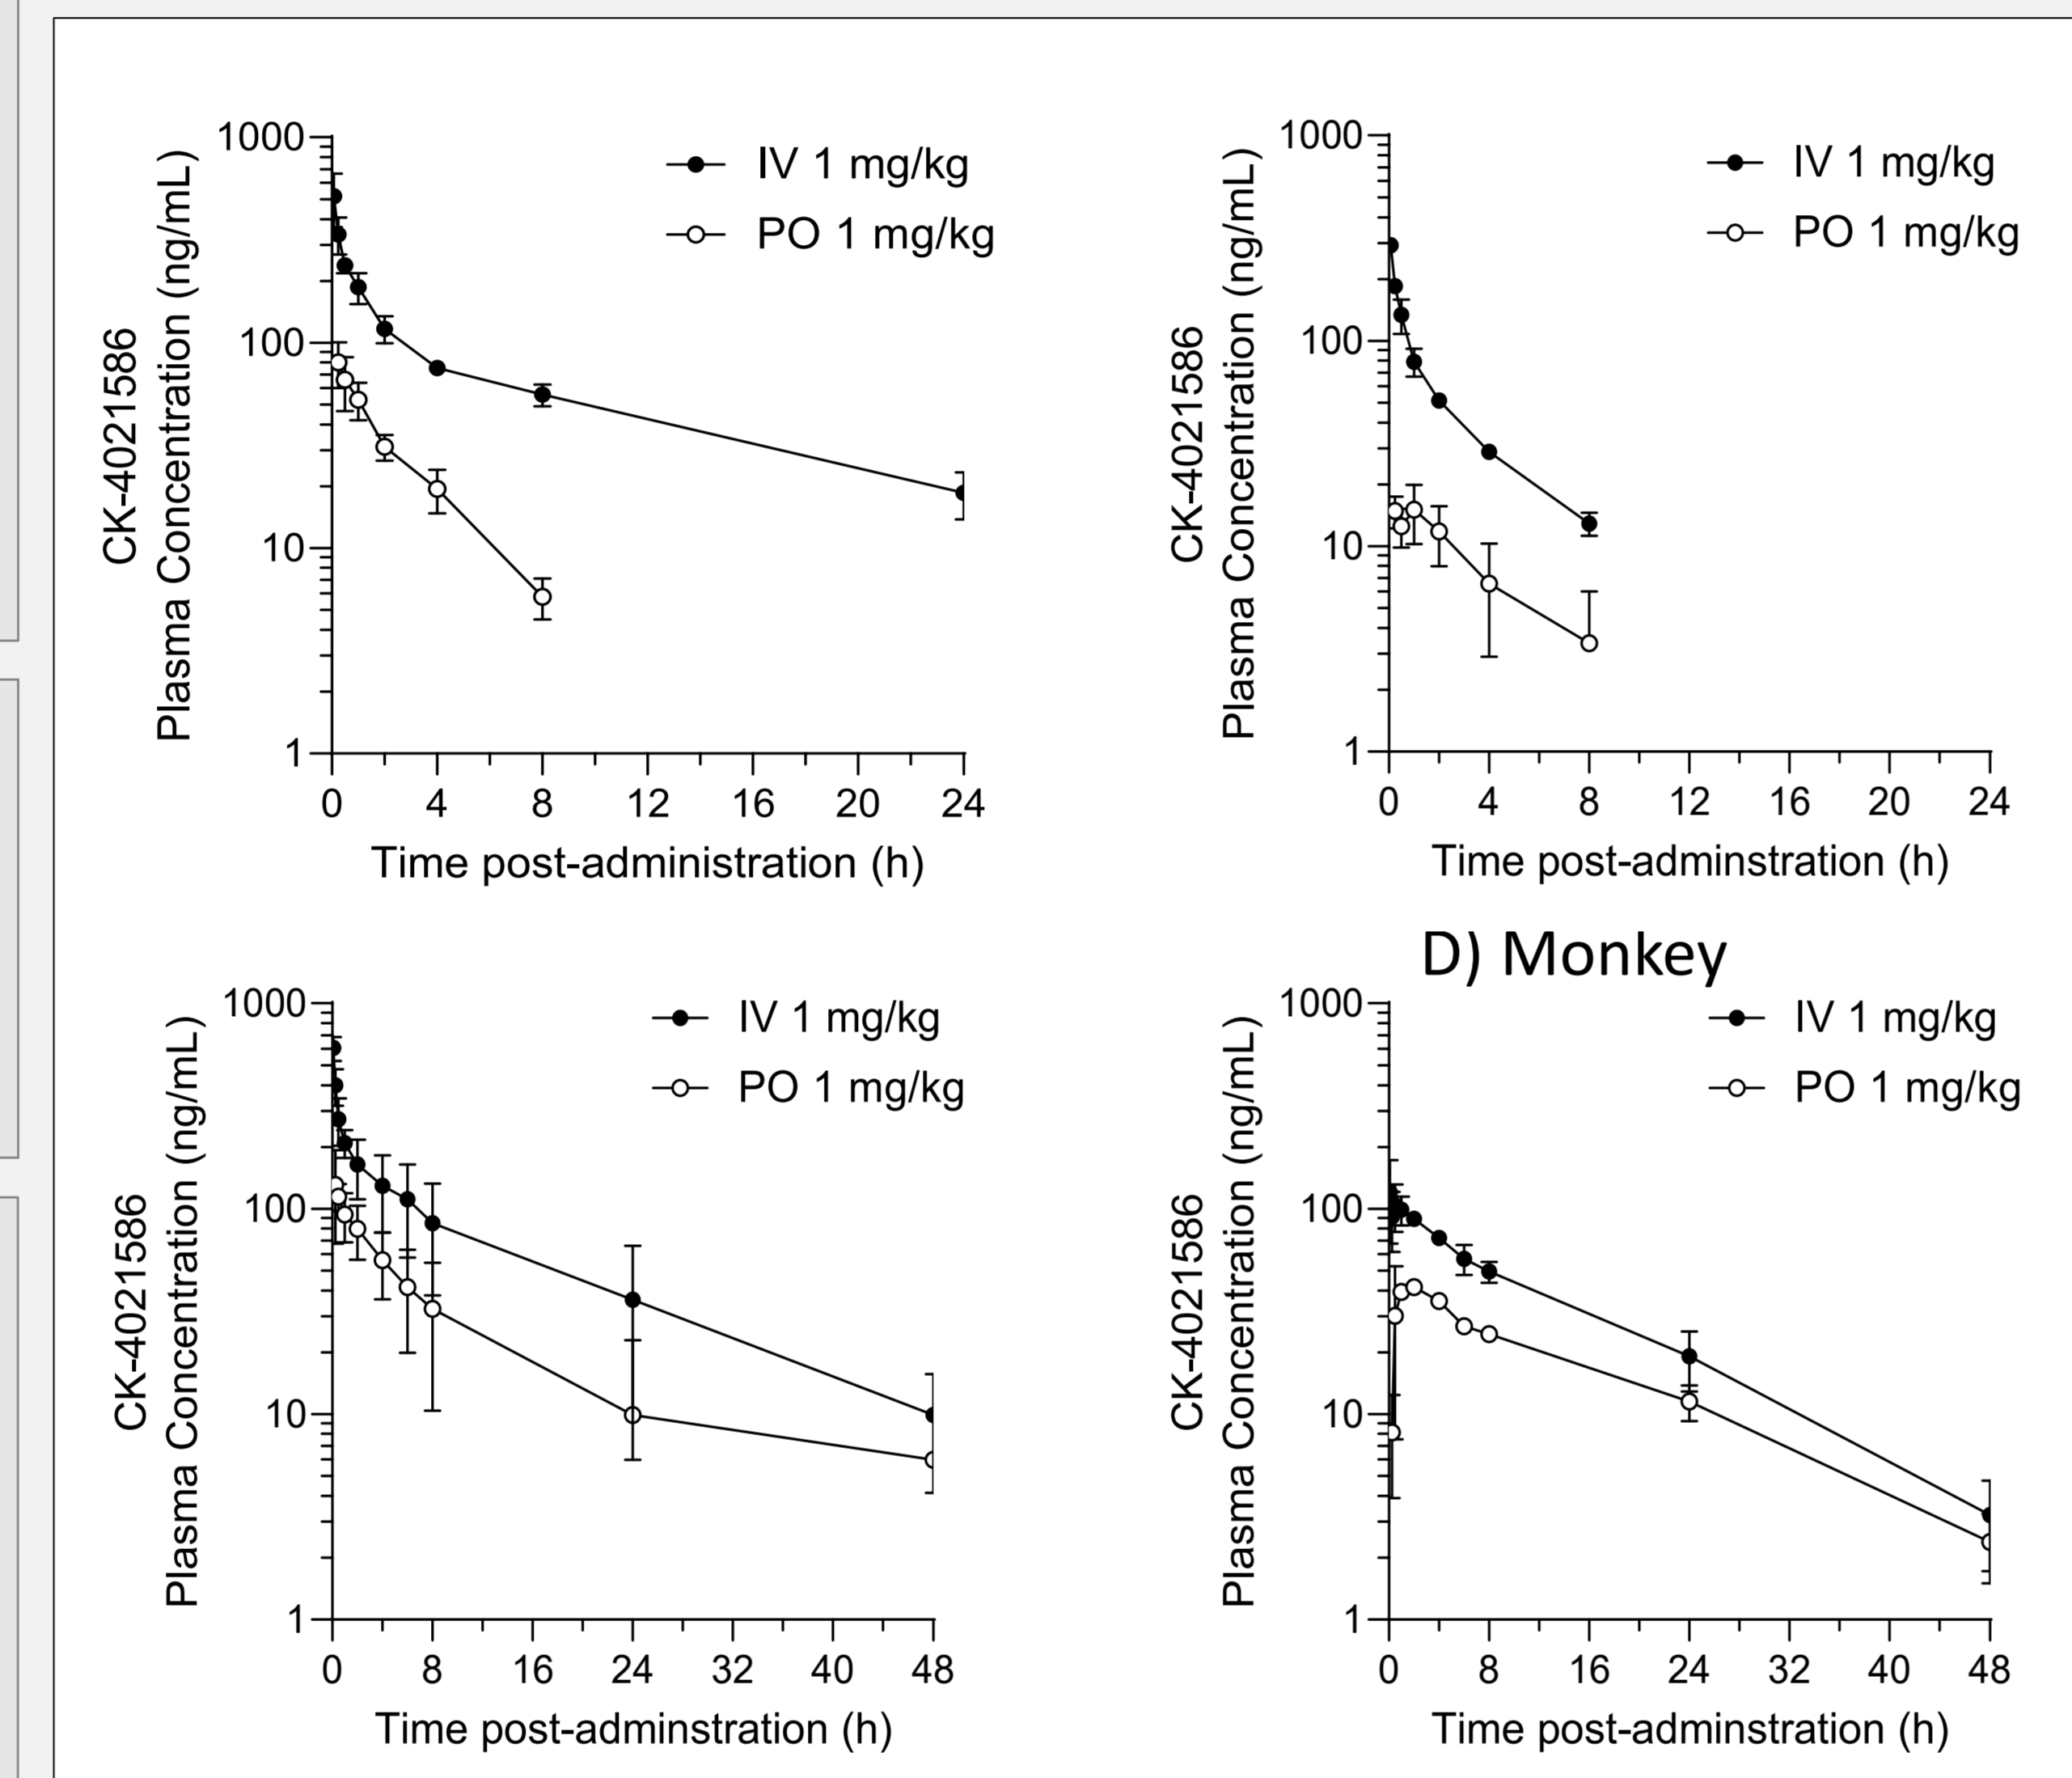 1000
100
10
1
CK-4021586
Plasma Concentration (ng/mL)
IV 1 mg/kg
PO 1 mg/kg
0 4 8 12 16 20 24
Time post-administration (h)
1000
100
10
1
CK-4021586
Plasma Concentration (ng/mL)
IV 1 mg/kg
PO 1 mg/kg
0 4 8 12 16 20 24
Time post-adminstration (h)
1000
100
10
1
CK-4021586
Plasma Concentration (ng/mL)
IV 1 mg/kg
PO 1 mg/kg
0 8 16 24 32 40 48
Time post-adminstration (h)
D) Monkey
1000
100
10
1
CK-4021586
Plasma Concentration (ng/mL)
IV 1 mg/kg
PO 1 mg/kg
0 8 16 24 32 40 48
Time post-adminstration (h)